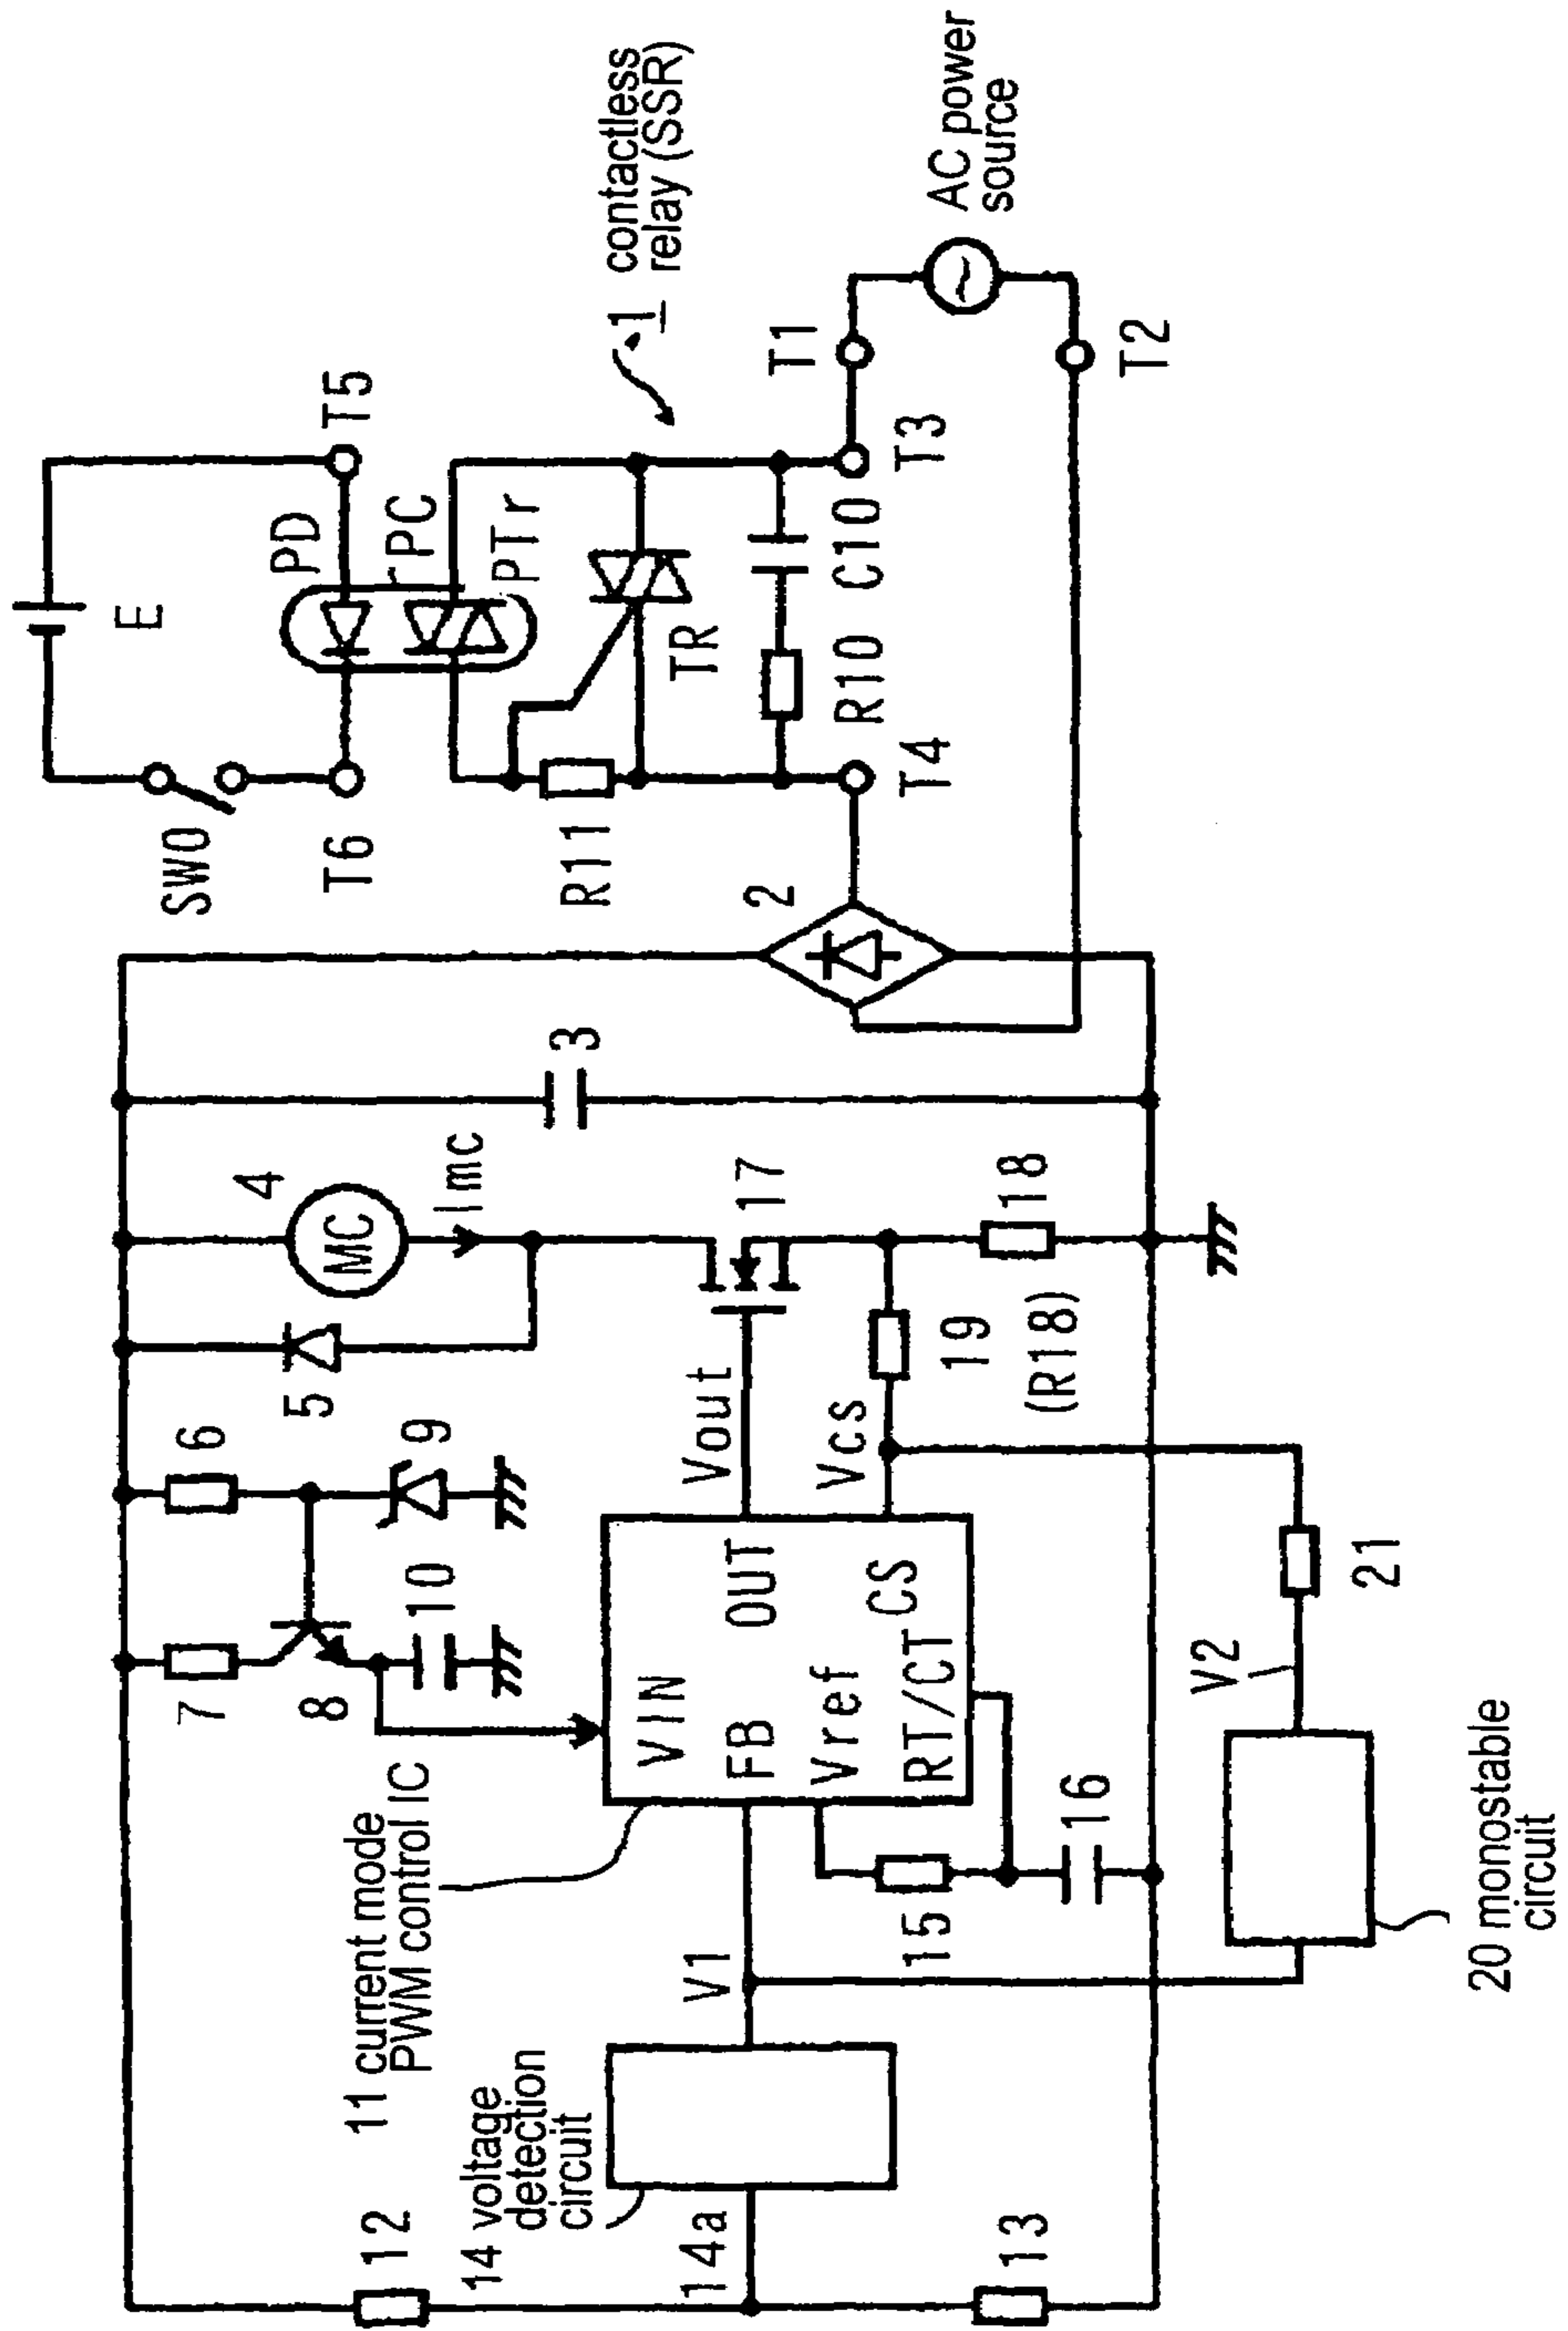 SW0
E
T6
T5
PD
PC
PTr
R11
TR
1 contactless
relay (SSR)
R10
C10
T4
T3
T1
T2
AC power
source
2
3
4
MC
Imc
5
6
7
8
9
10
11 current mode
PWM control IC
VIN
FB
OUT
Vref
RT/CT
CS
Vout
Vcs
17
18
(R18)
19
12
14 voltage
detection
circuit
14a
V1
13
15
16
V2
21
20 monostable
circuit